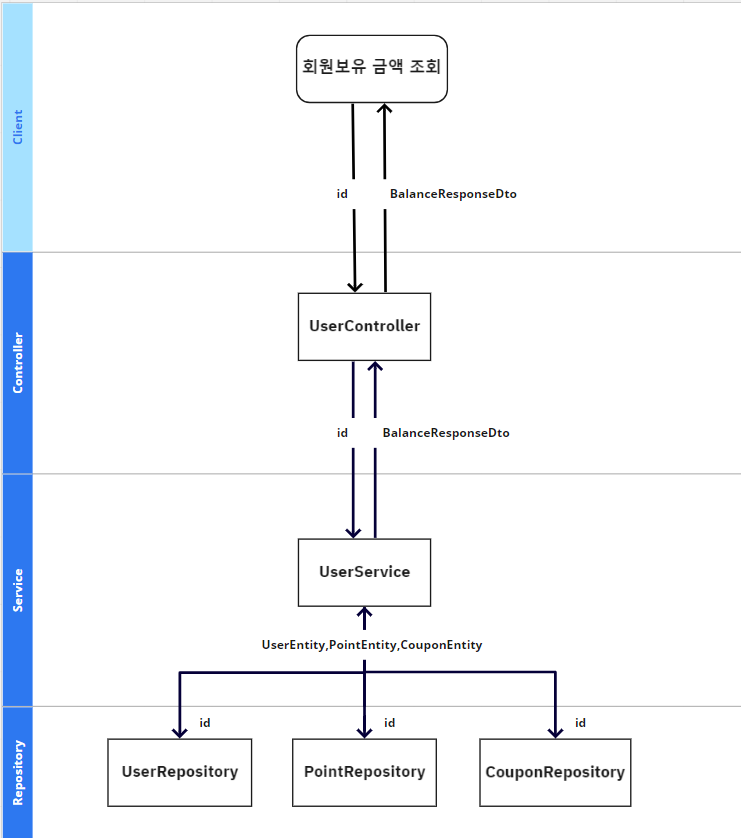 Client
회원보유 금액 조회
id
BalanceResponseDto
Controller
UserController
id
BalanceResponseDto
Service
UserService
UserEntity,PointEntity,CouponEntity
Repository
id
id
id
UserRepository
PointRepository
CouponRepository